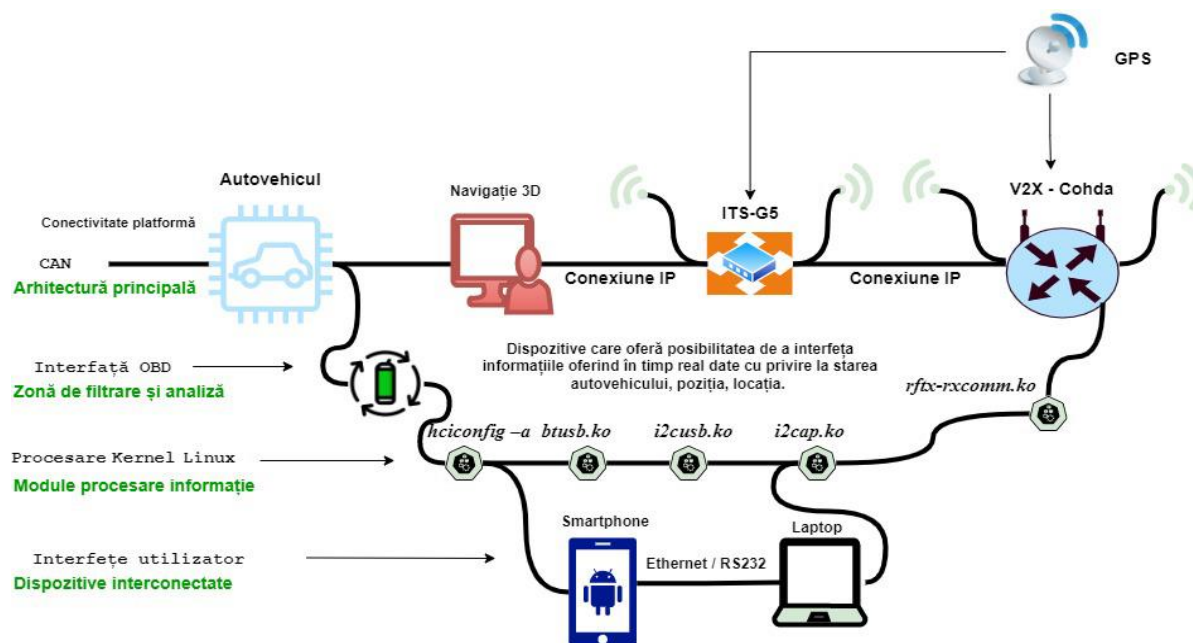 GPS
Autovehicul
Navigație 3D
ITS-G5
V2X - Cohda
Conectivitate platformă
CAN
Arhitectură principală
Conexiune IP
Conexiune IP
Dispozitive care oferă posibilitatea de a interfeța
informațiile oferind în timp real date cu privire la starea
autovehicului, poziția, locația.
Interfață OBD
Zonă de filtrare și analiză
rftx-rxcomm.ko
hciconfig –a
btusb.ko
i2cusb.ko
i2cap.ko
Procesare Kernel Linux
Module procesare informație
Smartphone
Laptop
Ethernet / RS232
Interfețe utilizator
Dispozitive interconectate